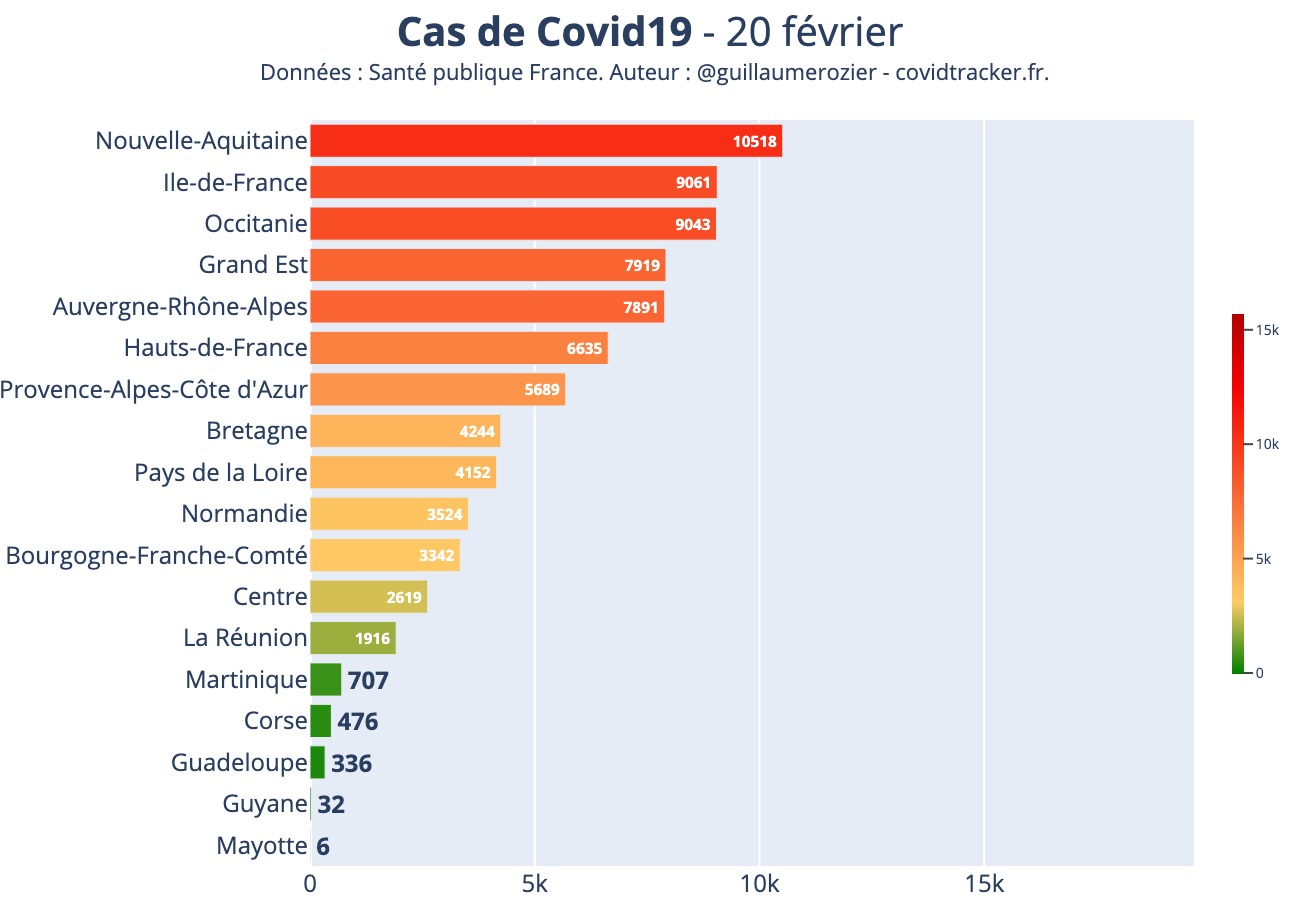 Cas de Covid19 - 20 février
Données : Santé publique France. Auteur : @guillaumerozier - covidtracker.fr.
Nouvelle-Aquitaine 10518
Ile-de-France 9061
Occitanie 9043
Grand Est 7919
Auvergne-Rhône-Alpes 7891
Hauts-de-France 6635
Provence-Alpes-Côte d'Azur 5689
Bretagne 4244
Pays de la Loire 4152
Normandie 3524
Bourgogne-Franche-Comté 3342
Centre 2619
La Réunion 1916
Martinique 707
Corse 476
Guadeloupe 336
Guyane 32
Mayotte 6
0 5k 10k 15k
15k
10k
5k
0